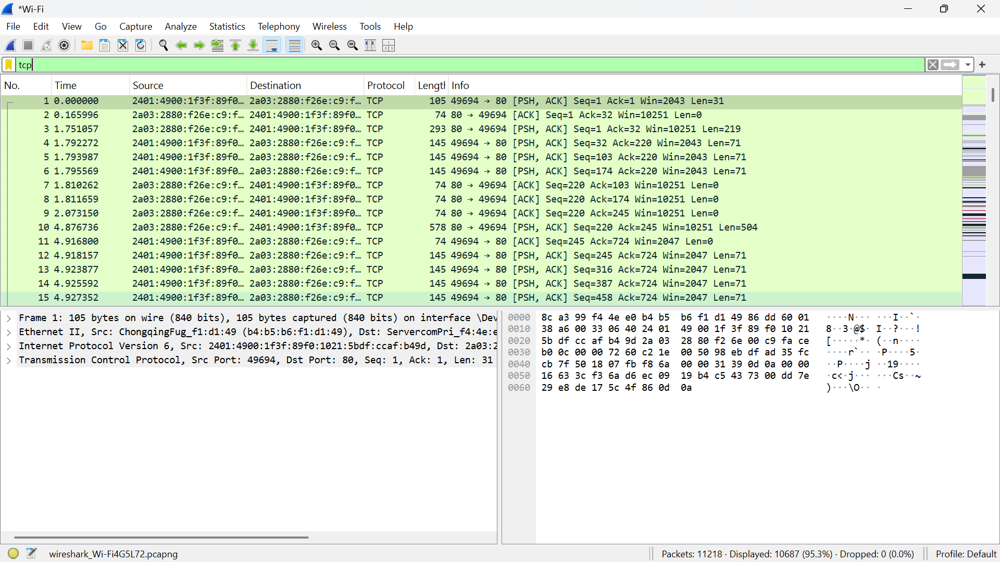 *Wi-Fi
File Edit View Go Capture Analyze Statistics Telephony Wireless Tools Help
tcp
No. Time Source Destination Protocol Length Info
1 0.000000 2401:4900:1f3f:89f0… 2a03:2880:f26e:c9:f… TCP 105 49694 → 80 [PSH, ACK] Seq=1 Ack=1 Win=2043 Len=31
2 0.165996 2a03:2880:f26e:c9:f… 2401:4900:1f3f:89f0… TCP 74 80 → 49694 [ACK] Seq=1 Ack=32 Win=10251 Len=0
3 1.751057 2a03:2880:f26e:c9:f… 2401:4900:1f3f:89f0… TCP 293 80 → 49694 [PSH, ACK] Seq=1 Ack=32 Win=10251 Len=219
4 1.792272 2401:4900:1f3f:89f0… 2a03:2880:f26e:c9:f… TCP 145 49694 → 80 [PSH, ACK] Seq=32 Ack=220 Win=2043 Len=71
5 1.793987 2401:4900:1f3f:89f0… 2a03:2880:f26e:c9:f… TCP 145 49694 → 80 [PSH, ACK] Seq=103 Ack=220 Win=2043 Len=71
6 1.795569 2401:4900:1f3f:89f0… 2a03:2880:f26e:c9:f… TCP 145 49694 → 80 [PSH, ACK] Seq=174 Ack=220 Win=2043 Len=71
7 1.810262 2a03:2880:f26e:c9:f… 2401:4900:1f3f:89f0… TCP 74 80 → 49694 [ACK] Seq=220 Ack=103 Win=10251 Len=0
8 1.811659 2a03:2880:f26e:c9:f… 2401:4900:1f3f:89f0… TCP 74 80 → 49694 [ACK] Seq=220 Ack=174 Win=10251 Len=0
9 2.073150 2a03:2880:f26e:c9:f… 2401:4900:1f3f:89f0… TCP 74 80 → 49694 [ACK] Seq=220 Ack=245 Win=10251 Len=0
10 4.876736 2a03:2880:f26e:c9:f… 2401:4900:1f3f:89f0… TCP 578 80 → 49694 [PSH, ACK] Seq=220 Ack=245 Win=10251 Len=504
11 4.916800 2401:4900:1f3f:89f0… 2a03:2880:f26e:c9:f… TCP 74 49694 → 80 [ACK] Seq=245 Ack=724 Win=2047 Len=0
12 4.918157 2401:4900:1f3f:89f0… 2a03:2880:f26e:c9:f… TCP 145 49694 → 80 [PSH, ACK] Seq=245 Ack=724 Win=2047 Len=71
13 4.923877 2401:4900:1f3f:89f0… 2a03:2880:f26e:c9:f… TCP 145 49694 → 80 [PSH, ACK] Seq=316 Ack=724 Win=2047 Len=71
14 4.925592 2401:4900:1f3f:89f0… 2a03:2880:f26e:c9:f… TCP 145 49694 → 80 [PSH, ACK] Seq=387 Ack=724 Win=2047 Len=71
15 4.927352 2401:4900:1f3f:89f0… 2a03:2880:f26e:c9:f… TCP 145 49694 → 80 [PSH, ACK] Seq=458 Ack=724 Win=2047 Len=71
Frame 1: 105 bytes on wire (840 bits), 105 bytes captured (840 bits) on interface \Dev
Ethernet II, Src: ChongqingFug_f1:d1:49 (b4:b5:b6:f1:d1:49), Dst: ServercomPri_f4:4e:e
Internet Protocol Version 6, Src: 2401:4900:1f3f:89f0:1021:5bdf:ccaf:b49d, Dst: 2a03:2
Transmission Control Protocol, Src Port: 49694, Dst Port: 80, Seq: 1, Ack: 1, Len: 31
0000 8c a3 99 f4 4e e0 b4 b5 b6 f1 d1 49 86 dd 60 01 ····N··· ···I··`·
0010 38 a6 00 33 06 40 24 01 49 00 1f 3f 89 f0 10 21 8··3·@$· I··?···!
0020 5b df cc af b4 9d 2a 03 28 80 f2 6e 00 c9 fa ce [·····*· (··n····
0030 b0 0c 00 00 72 60 c2 1e 00 50 98 eb df ad 35 fc ····r`·· ·P····5·
0040 cb 7f 50 18 07 fb f8 6a 00 00 31 39 0d 0a 00 00 ··P····j ··19····
0050 16 63 3c f3 6a d6 ec 09 19 b4 c5 43 73 00 dd 7e ·c<·j··· ···Cs··~
0060 29 e8 de 17 5c 4f 86 0d 0a )···\O·· ·
wireshark_Wi-Fi4G5L72.pcapng Packets: 11218 · Displayed: 10687 (95.3%) · Dropped: 0 (0.0%) Profile: Default